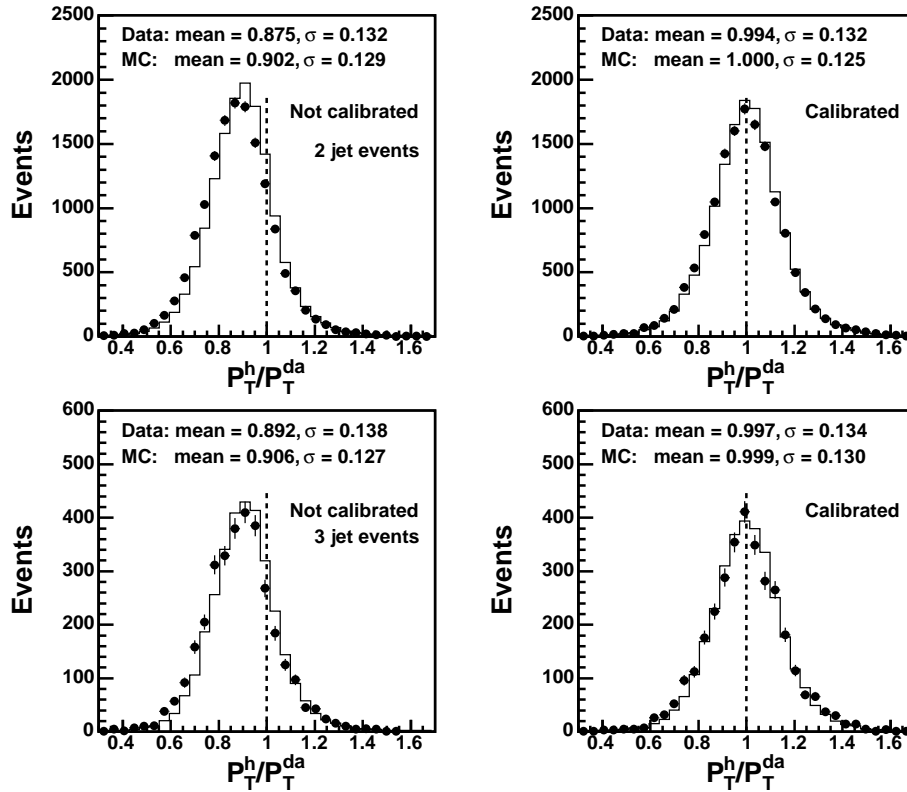 Data: mean = 0.875, σ = 0.132
MC: mean = 0.902, σ = 0.129
Not calibrated
2 jet events
Events
2500
2000
1500
1000
500
0
0.4 0.6 0.8 1 1.2 1.4 1.6
P_T^h/P_T^da
Data: mean = 0.994, σ = 0.132
MC: mean = 1.000, σ = 0.125
Calibrated
Events
2500
2000
1500
1000
500
0
0.4 0.6 0.8 1 1.2 1.4 1.6
P_T^h/P_T^da
Data: mean = 0.892, σ = 0.138
MC: mean = 0.906, σ = 0.127
Not calibrated
3 jet events
Events
600
500
400
300
200
100
0
0.4 0.6 0.8 1 1.2 1.4 1.6
P_T^h/P_T^da
Data: mean = 0.997, σ = 0.134
MC: mean = 0.999, σ = 0.130
Calibrated
Events
600
500
400
300
200
100
0
0.4 0.6 0.8 1 1.2 1.4 1.6
P_T^h/P_T^da